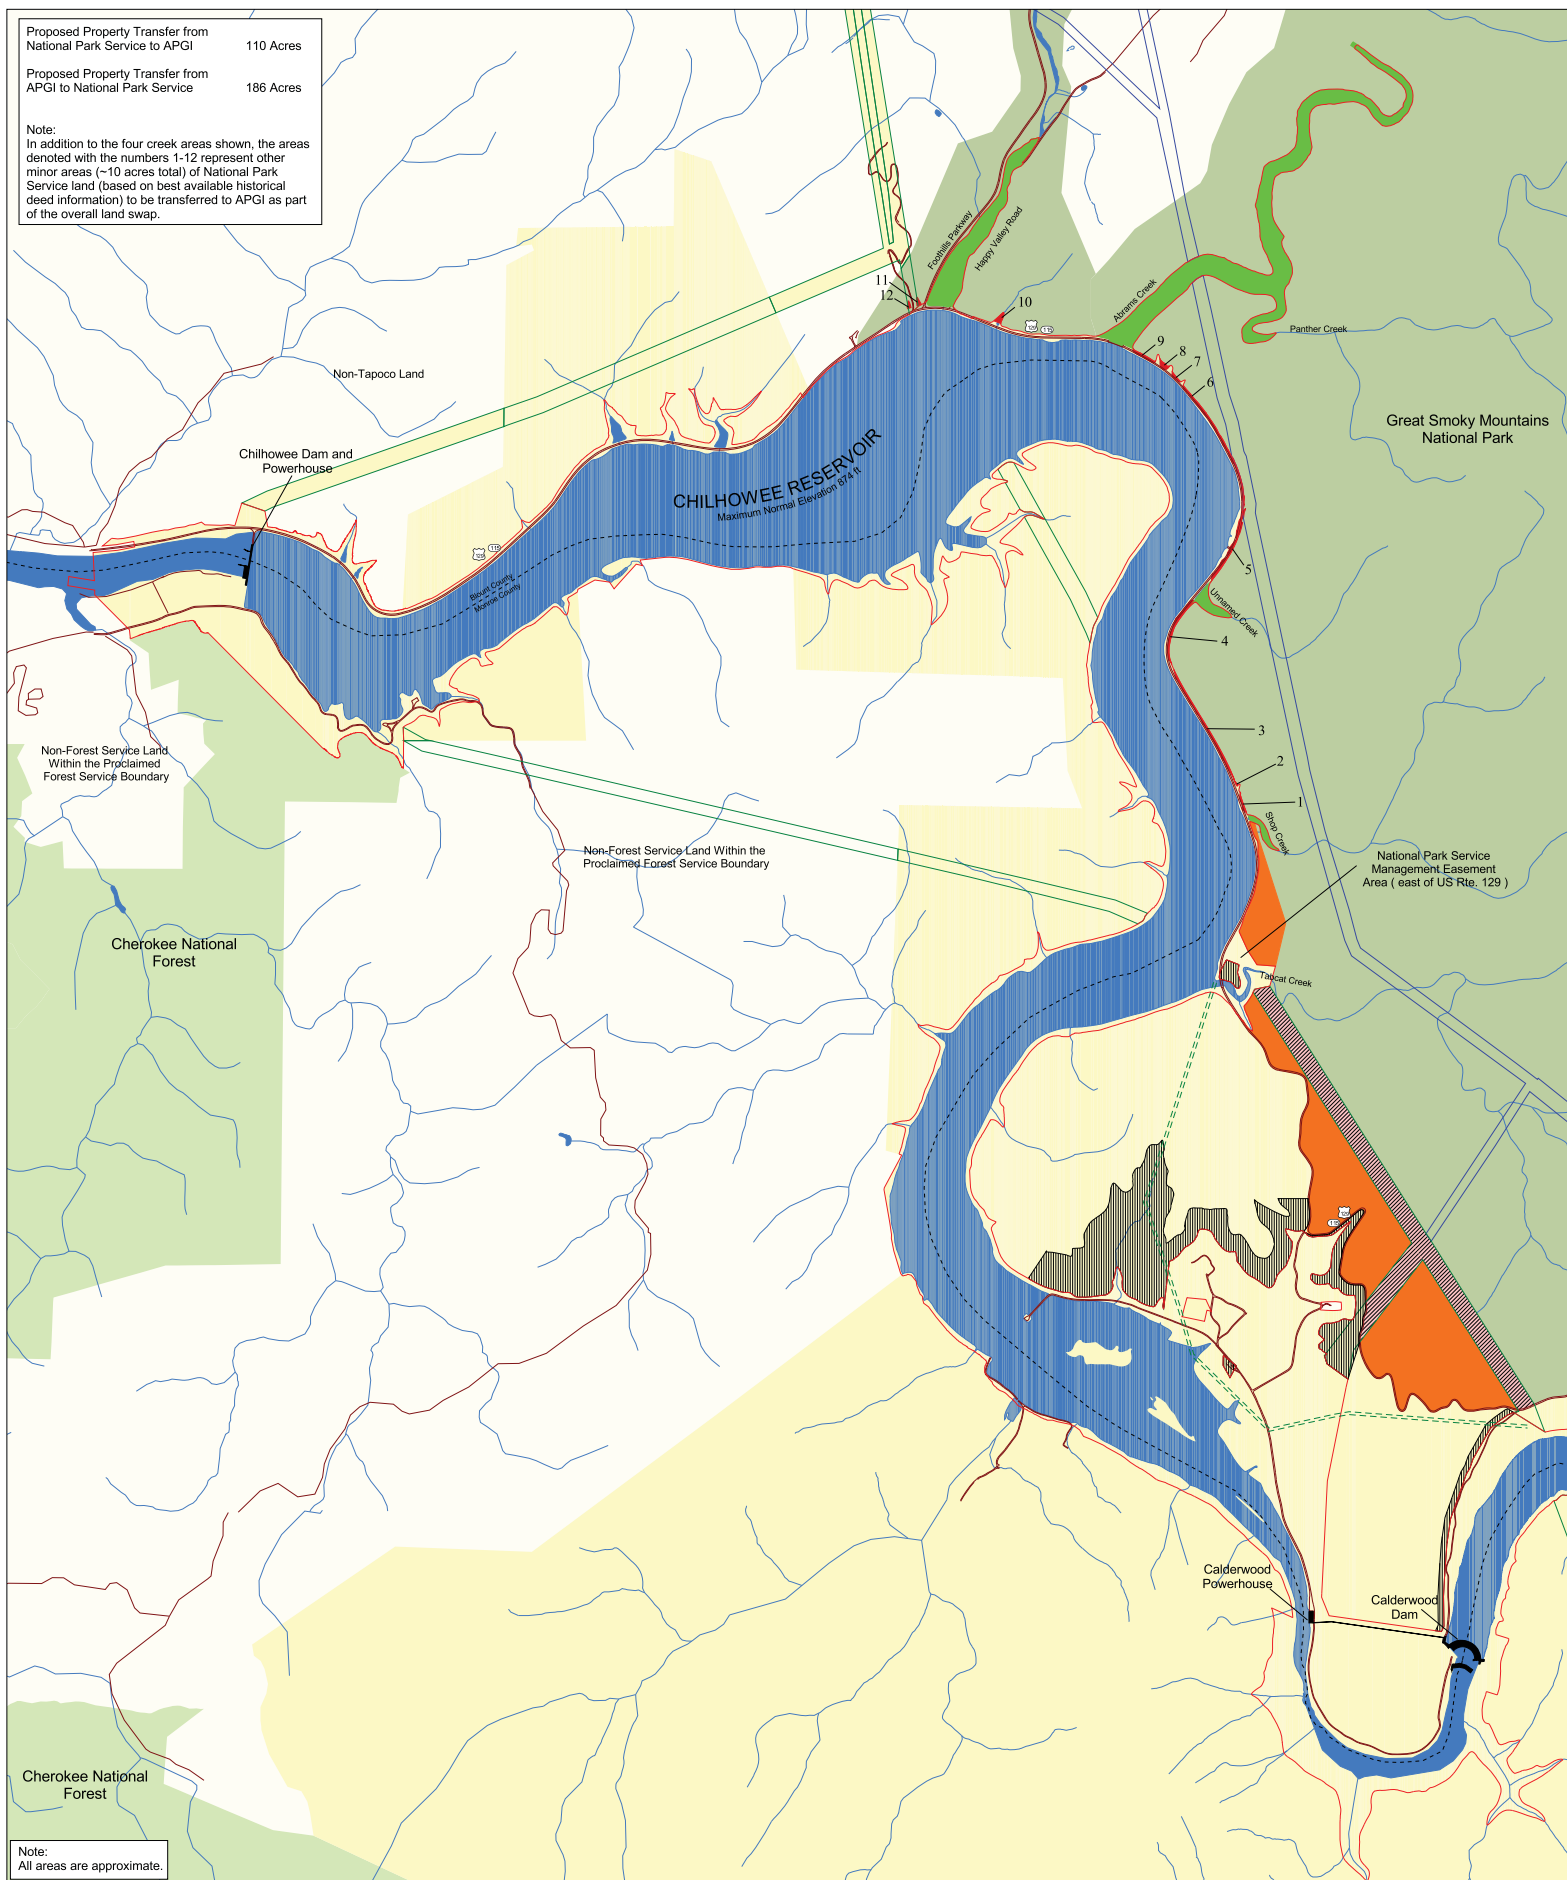 Proposed Property Transfer from
National Park Service to APGI 110 Acres
Proposed Property Transfer from
APGI to National Park Service 186 Acres
Note:
In addition to the four creek areas shown, the areas
denoted with the numbers 1-12 represent other
minor areas (~10 acres total) of National Park
Service land (based on best available historical
deed information) to be transferred to APGI as part
of the overall land swap.
Foothills Parkway
Happy Valley Road
11
12
10
129
115
Abrams Creek
Panther Creek
9
8
7
6
Non-Tapoco Land
Great Smoky Mountains
National Park
Chilhowee Dam and
Powerhouse
CHILHOWEE RESERVOIR
Maximum Normal Elevation 874 ft
129
115
Blount County
Monroe County
5
Unnamed Creek
4
3
2
1
Shop Creek
Non-Forest Service Land
Within the Proclaimed
Forest Service Boundary
Non-Forest Service Land Within the
Proclaimed Forest Service Boundary
National Park Service
Management Easement
Area ( east of US Rte. 129 )
Cherokee National
Forest
Tabcat Creek
129
115
Calderwood
Powerhouse
Calderwood
Dam
Cherokee National
Forest
Note:
All areas are approximate.